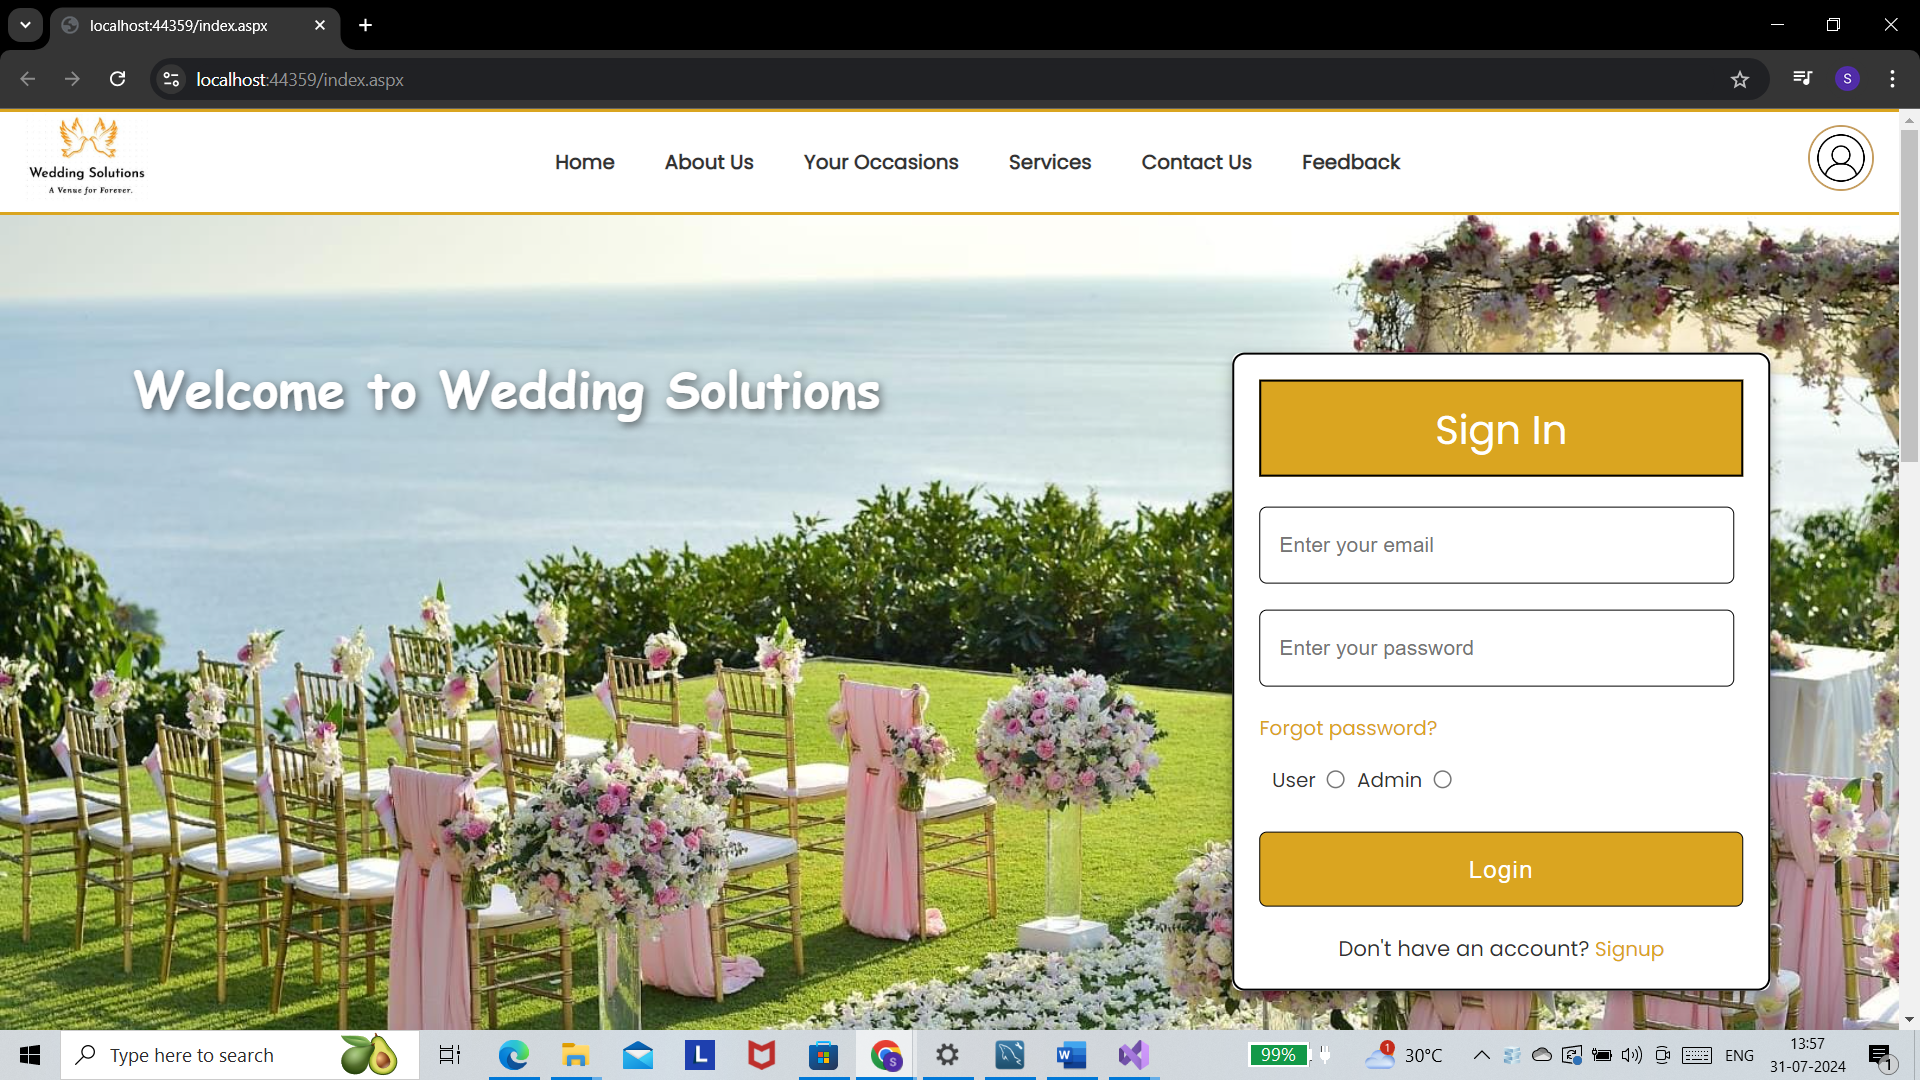 localhost:44359/index.aspx
localhost:44359/index.aspx
S
Wedding Solutions
A Venue for Forever.
Home
About Us
Your Occasions
Services
Contact Us
Feedback
Welcome to Wedding Solutions
Sign In
Enter your email
Enter your password
Forgot password?
User
Admin
Login
Don't have an account? Signup
Type here to search
L
S
W
99%
1
30°C
ENG
13:57
31-07-2024
1